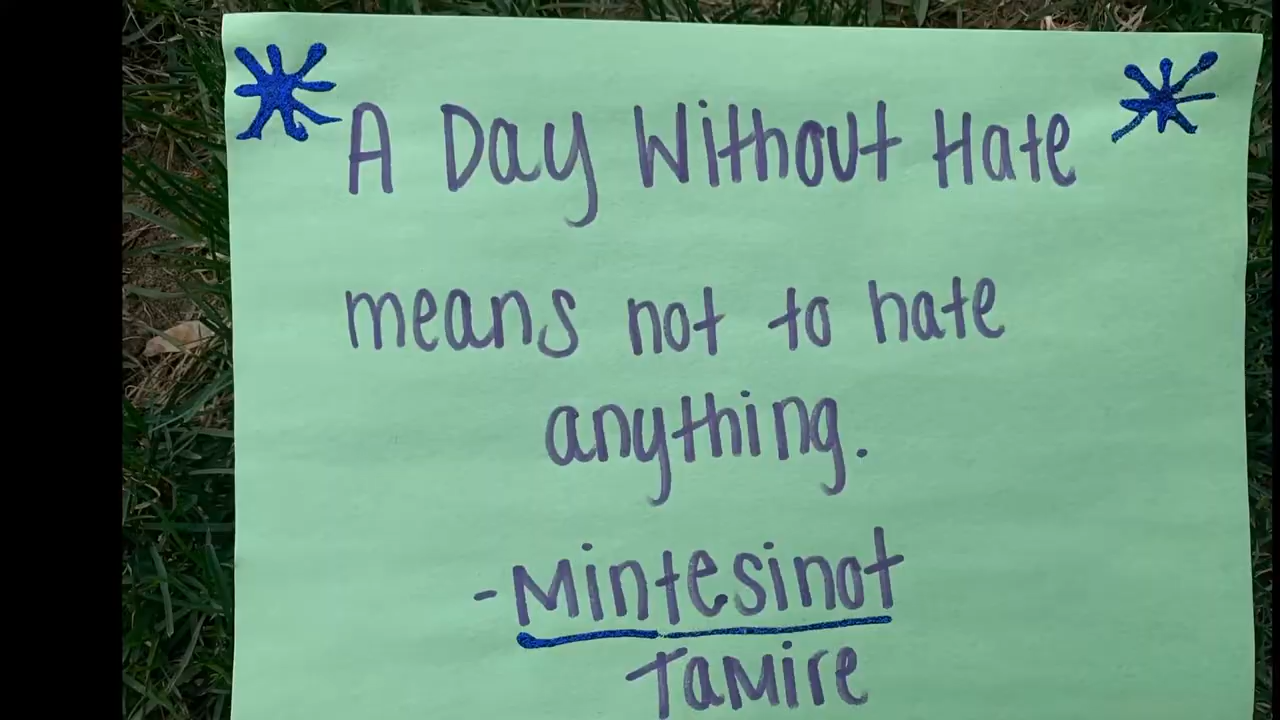 A Day Without Hate
means not to hate
anything.
-Mintesinot
Tamire